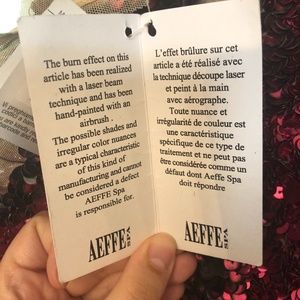 The burn effect on this
article has been realized
with a laser beam
technique and has been
hand-painted with an
airbrush .
The possible shades and
irregular color nuances
are a typical characteristic
of this kind of
manufacturing and cannot
be considered a defect
AEFFE Spa
is responsible for.
AEFFE
SPA
L'effet brûlure sur cet
article a été réalisé avec
la technique découpe laser
et peint à la main
avec aérographe.
Toute nuance et
irrégularité de couleur est
une caractéristique
spécifique de ce type de
traitement et ne peut pas
être considérée comme un
défaut dont Aeffe Spa
doit répondre
AEFFE
SPA